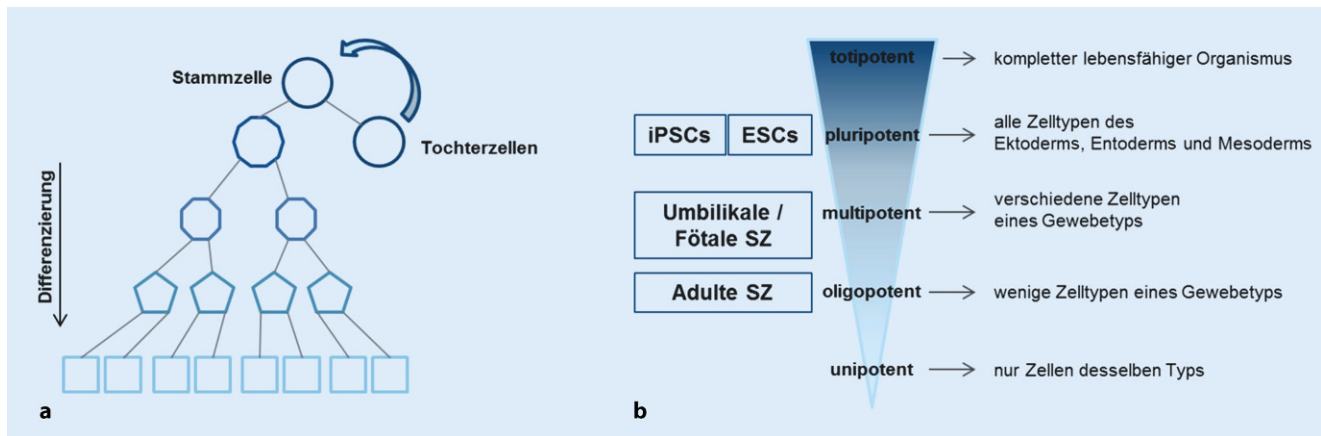 Stammzelle
Tochterzellen
Differenzierung
a
totipotent
kompletter lebensfähiger Organismus
iPSCs
ESCs
pluripotent
alle Zelltypen des
Ektoderms, Entoderms und Mesoderms
Umbilikale /
Fötale SZ
multipotent
verschiedene Zelltypen
eines Gewebetyps
Adulte SZ
oligopotent
wenige Zelltypen eines Gewebetyps
unipotent
nur Zellen desselben Typs
b